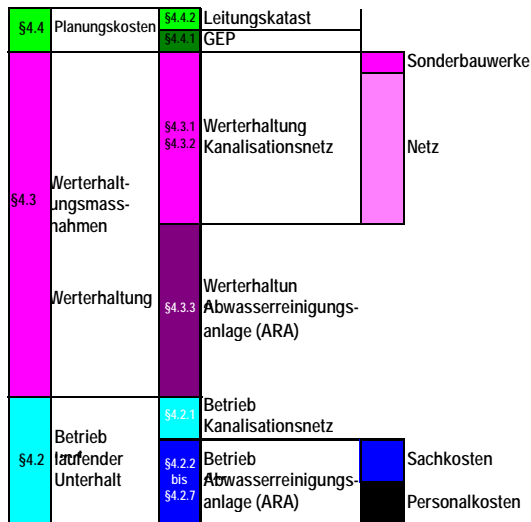 §4.4
Planungskosten
§4.4.2
Leitungskatast
§4.4.1
GEP
Sonderbauwerke
§4.3.1
§4.3.2
Werterhaltung
Kanalisationsnetz
Netz
§4.3
Werterhalt-
ungsmass-
nahmen
Werterhaltung
§4.3.3
Werterhaltun
Abwasserreinigungs-
anlage (ARA)
§4.2
Betrieb
laufender
Unterhalt
§4.2.1
Betrieb
Kanalisationsnetz
§4.2.2
bis
§4.2.7
Betrieb
Abwasserreinigungs-
anlage (ARA)
Sachkosten
Personalkosten